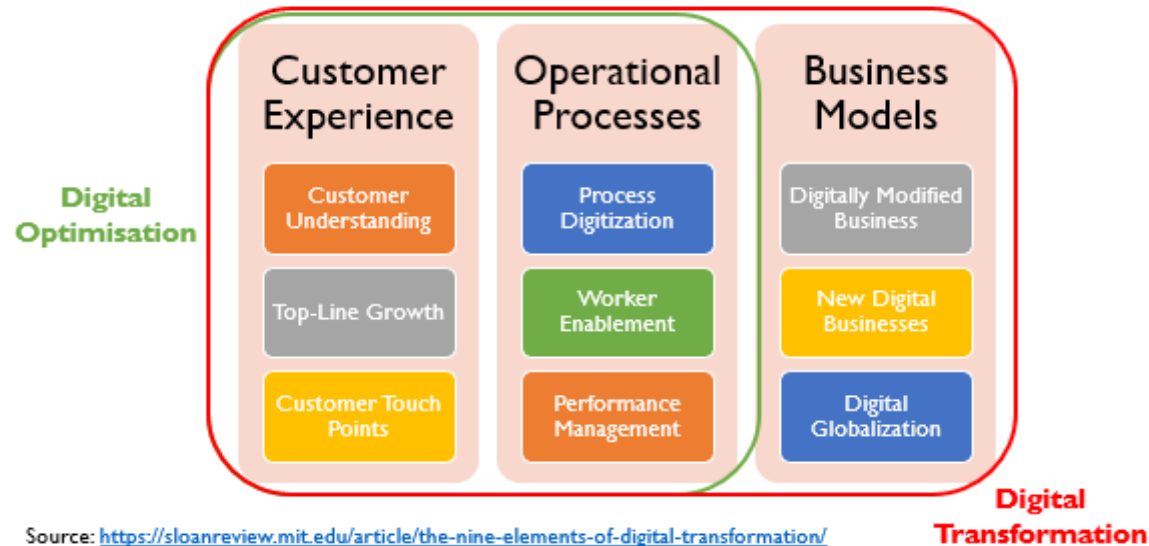 Customer
Experience
Operational
Processes
Business
Models
Digital
Optimisation
Customer
Understanding
Process
Digitization
Digitally Modified
Business
Top-Line Growth
Worker
Enablement
New Digital
Businesses
Customer Touch
Points
Performance
Management
Digital
Globalization
Digital
Transformation
Source: https://sloanreview.mit.edu/article/the-nine-elements-of-digital-transformation/